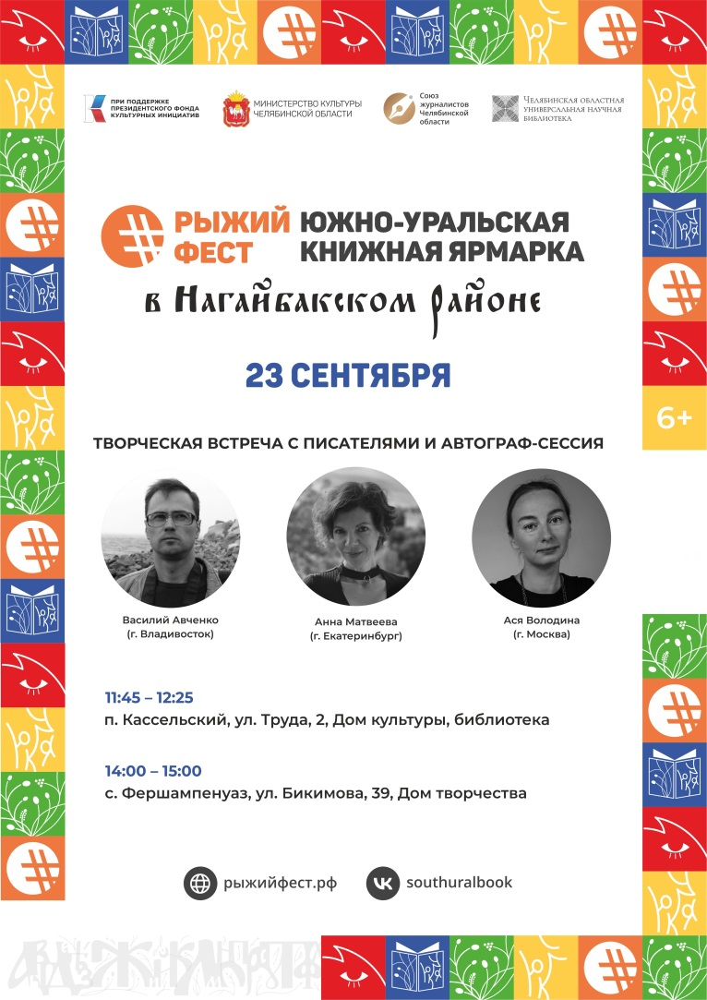 ПРИ ПОДДЕРЖКЕ
ПРЕЗИДЕНТСКОГО ФОНДА
КУЛЬТУРНЫХ ИНИЦИАТИВ
МИНИСТЕРСТВО КУЛЬТУРЫ
ЧЕЛЯБИНСКОЙ ОБЛАСТИ
Союз
журналистов
Челябинской
области
Челябинская областная
универсальная научная
библиотека
РЫЖИЙ
ФЕСТ
ЮЖНО-УРАЛЬСКАЯ
КНИЖНАЯ ЯРМАРКА
в Нагайбакском районе
23 СЕНТЯБРЯ
6+
ТВОРЧЕСКАЯ ВСТРЕЧА С ПИСАТЕЛЯМИ И АВТОГРАФ-СЕССИЯ
Василий Авченко
(г. Владивосток)
Анна Матвеева
(г. Екатеринбург)
Ася Володина
(г. Москва)
11:45 – 12:25
п. Кассельский, ул. Труда, 2, Дом культуры, библиотека
14:00 – 15:00
с. Фершампенуаз, ул. Бикимова, 39, Дом творчества
рыжийфест.рф
southuralbook